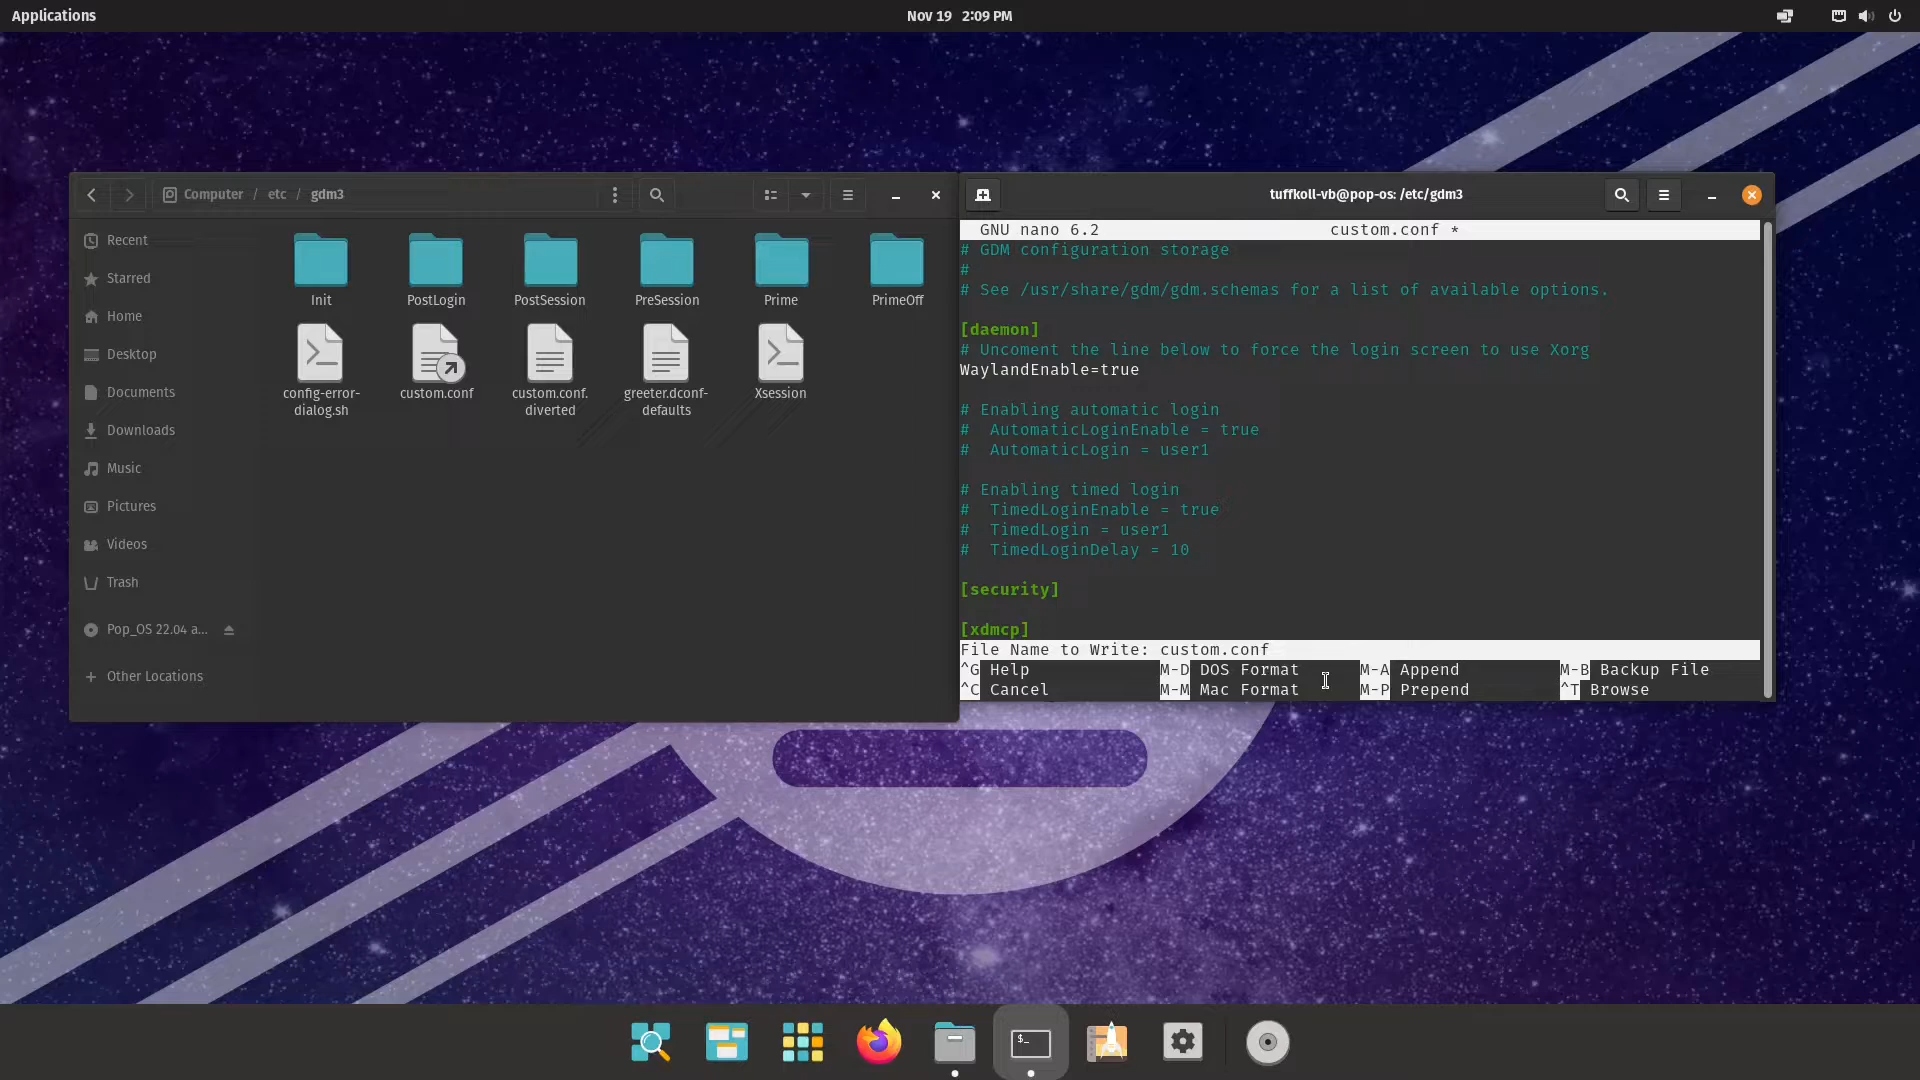 Applications
Nov 19 2:09 PM
Computer / etc / gdm3
Recent
Starred
Home
Desktop
Documents
Downloads
Music
Pictures
Videos
Trash
Pop_OS 22.04 a...
Other Locations
Init
PostLogin
PostSession
PreSession
Prime
PrimeOff
config-error-
dialog.sh
custom.conf
custom.conf.
diverted
greeter.dconf-
defaults
Xsession
tuffkoll-vb@pop-os: /etc/gdm3
GNU nano 6.2 custom.conf *
# GDM configuration storage
#
# See /usr/share/gdm/gdm.schemas for a list of available options.
[daemon]
# Uncoment the line below to force the login screen to use Xorg
WaylandEnable=true
# Enabling automatic login
#  AutomaticLoginEnable = true
#  AutomaticLogin = user1
# Enabling timed login
#  TimedLoginEnable = true
#  TimedLogin = user1
#  TimedLoginDelay = 10
[security]
[xdmcp]
File Name to Write: custom.conf
^G Help M-D DOS Format M-A Append M-B Backup File
^C Cancel M-M Mac Format M-P Prepend ^T Browse
$_